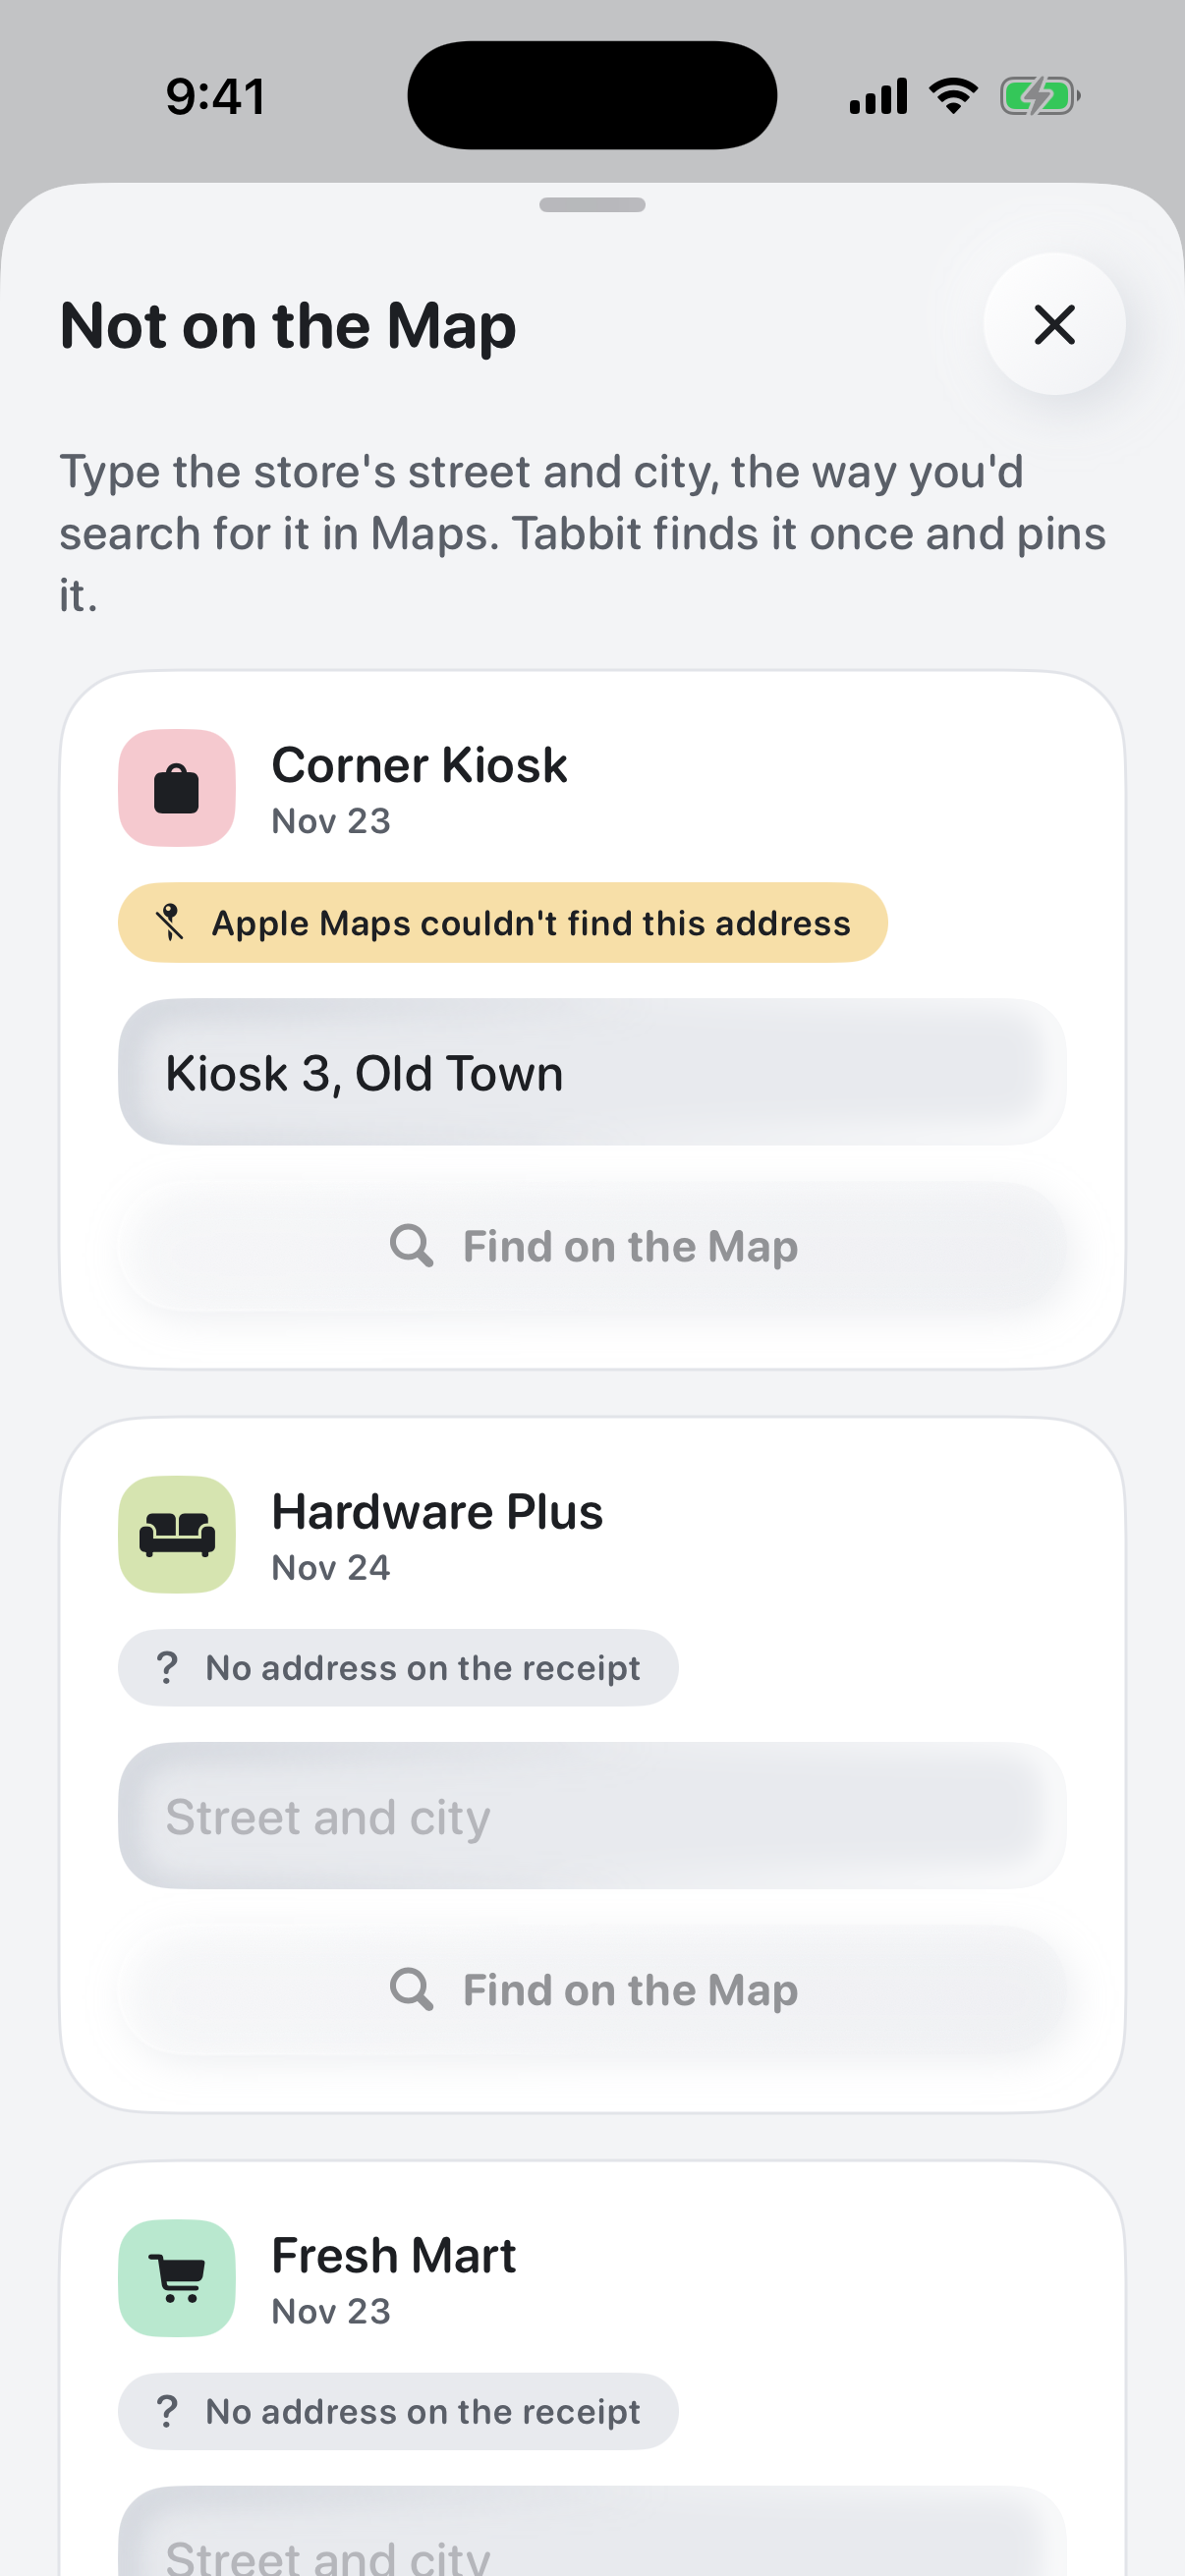 9:41
Not on the Map
Type the store's street and city, the way you'd
search for it in Maps. Tabbit finds it once and pins
it.
Corner Kiosk
Nov 23
Apple Maps couldn't find this address
Kiosk 3, Old Town
Find on the Map
Hardware Plus
Nov 24
? No address on the receipt
Street and city
Find on the Map
Fresh Mart
Nov 23
? No address on the receipt
Street and city